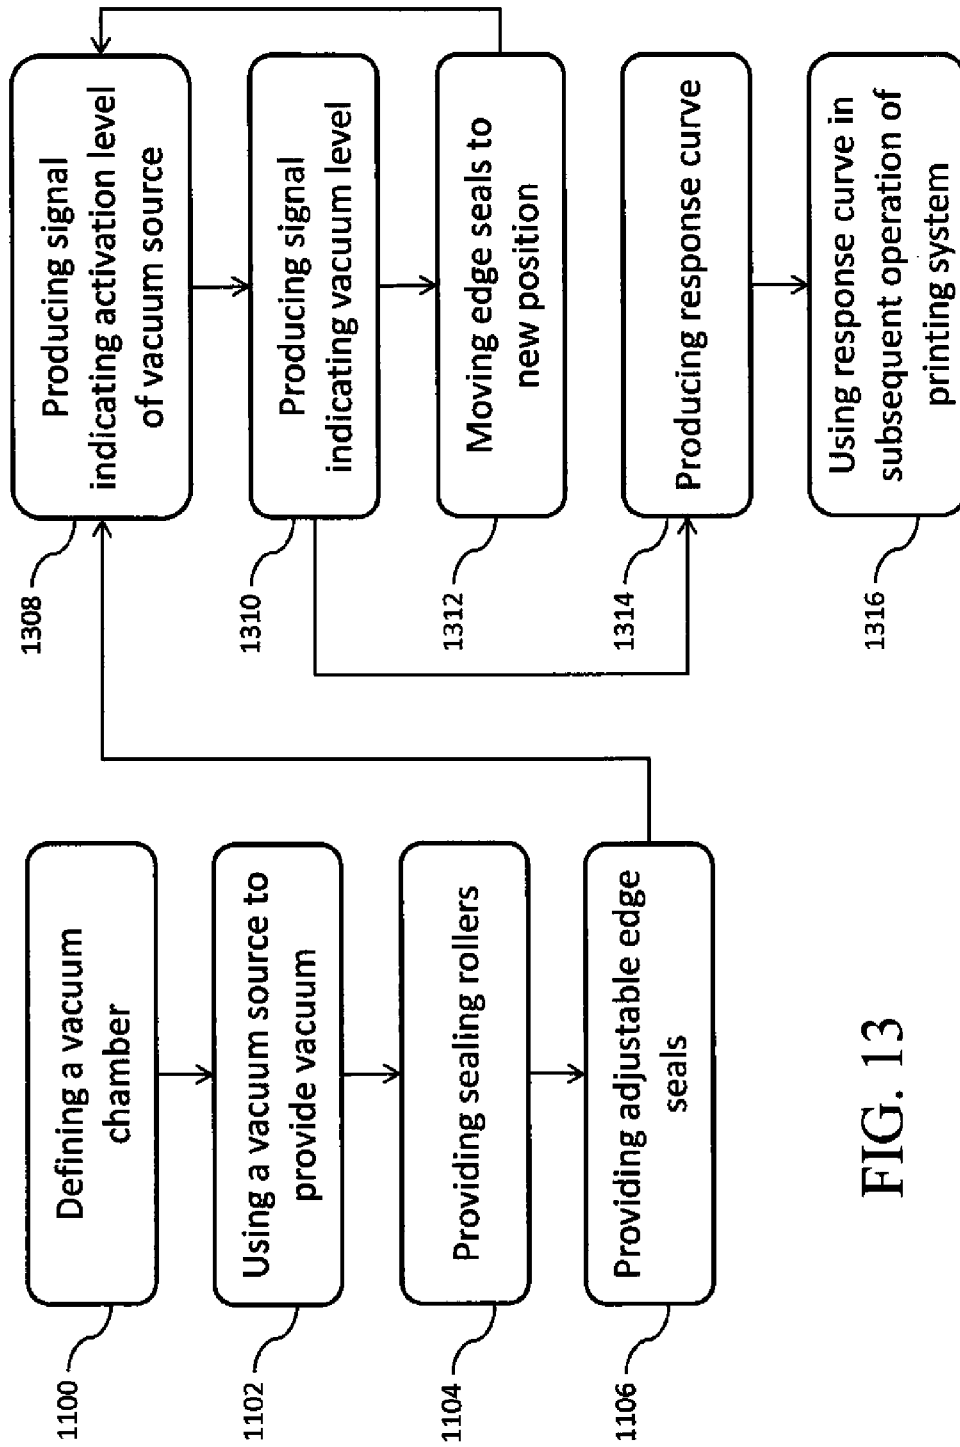 1100
Defining a vacuum
chamber
1102
Using a vacuum source to
provide vacuum
1104
Providing sealing rollers
1106
Providing adjustable edge
seals
1308
Producing signal
indicating activation level
of vacuum source
1310
Producing signal
indicating vacuum level
1312
Moving edge seals to
new position
1314
Producing response curve
1316
Using response curve in
subsequent operation of
printing system
FIG. 13